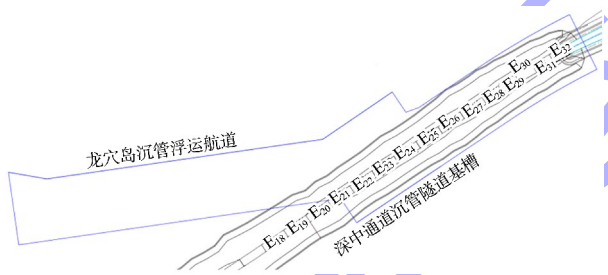 龙穴岛沉管浮运航道
深中通道沉管隧道基槽
E₁₈
E₁₉
E₂₀
E₂₁
E₂₂
E₂₃
E₂₄
E₂₅
E₂₆
E₂₇
E₂₈
E₂₉
E₃₀
E₃₁
E₃₂